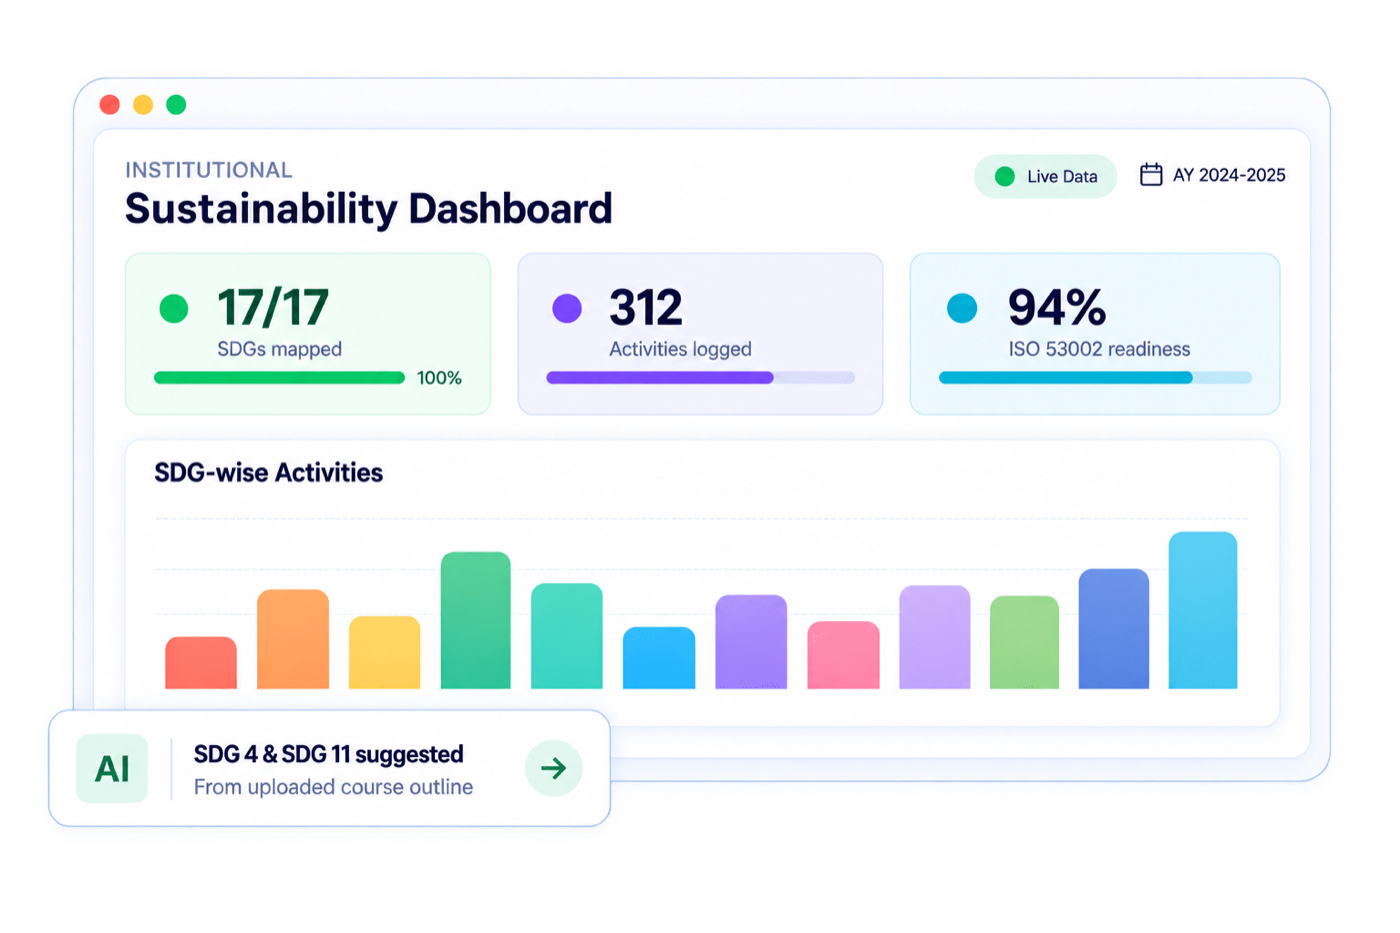 INSTITUTIONAL
Sustainability Dashboard
Live Data
AY 2024-2025
17/17
SDGs mapped
100%
312
Activities logged
94%
ISO 53002 readiness
SDG-wise Activities
AI
SDG 4 & SDG 11 suggested
From uploaded course outline